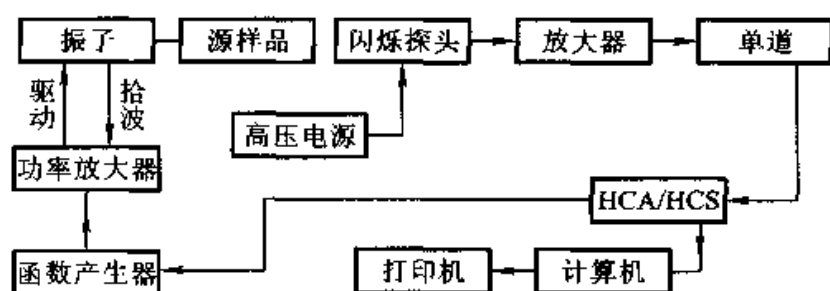 振子
源样品
闪烁探头
放大器
单道
驱动
拾波
高压电源
功率放大器
HCA/HCS
函数产生器
打印机
计算机